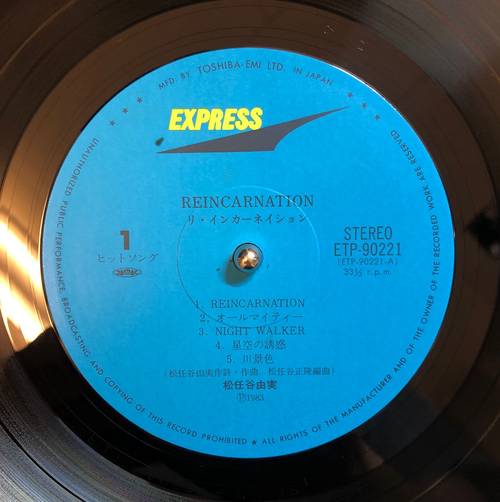 MFD. BY TOSHIBA-EMI LTD. IN JAPAN
EXPRESS
REINCARNATION
リ・インカーネイション
1
ヒットソング
STEREO
ETP-90221
(ETP-90221-A)
33⅓ r.p.m.
1. REINCARNATION
2. オールマイティー
3. NIGHT WALKER
4. 星空の誘惑
5. 川景色
(松任谷由実作詩・作曲 松任谷正隆編曲)
松任谷由実
Ⓟ1983
UNAUTHORIZED PUBLIC PERFORMANCE, BROADCASTING AND COPYING OF THIS RECORD PROHIBITED ★ ALL RIGHTS OF THE MANUFACTURER AND OF THE OWNER OF THE RECORDED WORK ARE RESERVED